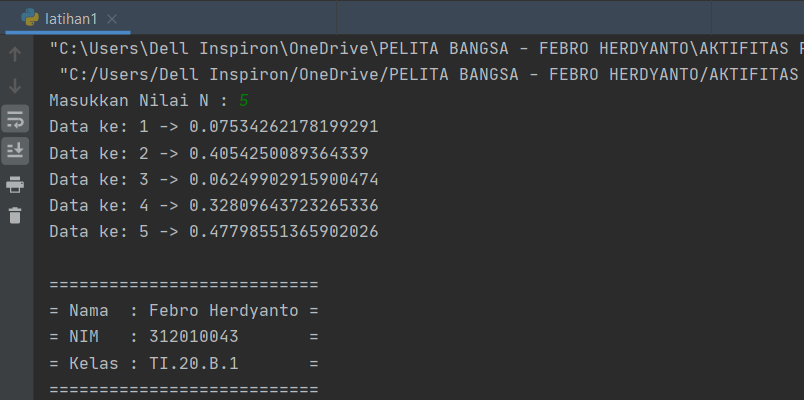 latihan1
"C:\Users\Dell Inspiron\OneDrive\PELITA BANGSA - FEBRO HERDYANTO\AKTIFITAS
"C:/Users/Dell Inspiron/OneDrive/PELITA BANGSA - FEBRO HERDYANTO/AKTIFITAS
Masukkan Nilai N : 5
Data ke: 1 -> 0.07534262178199291
Data ke: 2 -> 0.4054250089364339
Data ke: 3 -> 0.06249902915900474
Data ke: 4 -> 0.32809643723265336
Data ke: 5 -> 0.47798551365902026
===========================
= Nama  : Febro Herdyanto =
= NIM   : 312010043       =
= Kelas : TI.20.B.1       =
===========================